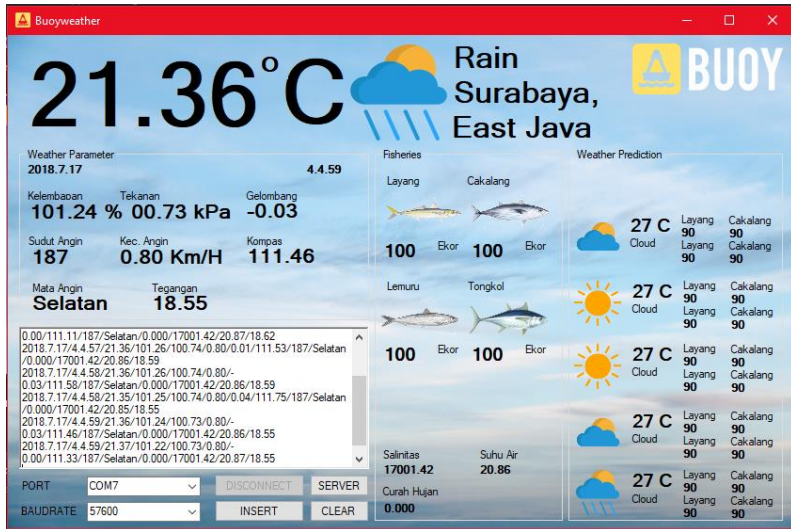 Buoyweather
21.36°C
Rain
Surabaya,
East Java
BUOY
Weather Parameter
2018.7.17 4.4.59
Kelembapan Tekanan Gelombang
101.24 % 00.73 kPa -0.03
Sudut Angin Kec. Angin Kompas
187 0.80 Km/H 111.46
Mata Angin Tegangan
Selatan 18.55
0.00/111.11/187/Selatan/0.000/17001.42/20.87/18.62
2018.7.17/4.4.57/21.36/101.26/100.74/0.80/0.01/111.53/187/Selatan
/0.000/17001.42/20.86/18.59
2018.7.17/4.4.58/21.36/101.26/100.74/0.80/-
0.03/111.58/187/Selatan/0.000/17001.42/20.86/18.59
2018.7.17/4.4.58/21.35/101.25/100.74/0.80/0.04/111.75/187/Selatan
/0.000/17001.42/20.85/18.55
2018.7.17/4.4.59/21.36/101.24/100.73/0.80/-
0.03/111.46/187/Selatan/0.000/17001.42/20.86/18.55
2018.7.17/4.4.59/21.37/101.22/100.73/0.80/-
0.00/111.33/187/Selatan/0.000/17001.42/20.87/18.55
PORT COM7 DISCONNECT SERVER
BAUDRATE 57600 INSERT CLEAR
Fisheries
Layang Cakalang
100 Ekor 100 Ekor
Lemuru Tongkol
100 Ekor 100 Ekor
Salinitas Suhu Air
17001.42 20.86
Curah Hujan
0.000
Weather Prediction
27 C Layang Cakalang
90 90
Cloud Layang Cakalang
90 90
27 C Layang Cakalang
90 90
Cloud Layang Cakalang
90 90
27 C Layang Cakalang
90 90
Cloud Layang Cakalang
90 90
27 C Layang Cakalang
90 90
Cloud Layang Cakalang
90 90
27 C Layang Cakalang
90 90
Cloud Layang Cakalang
90 90